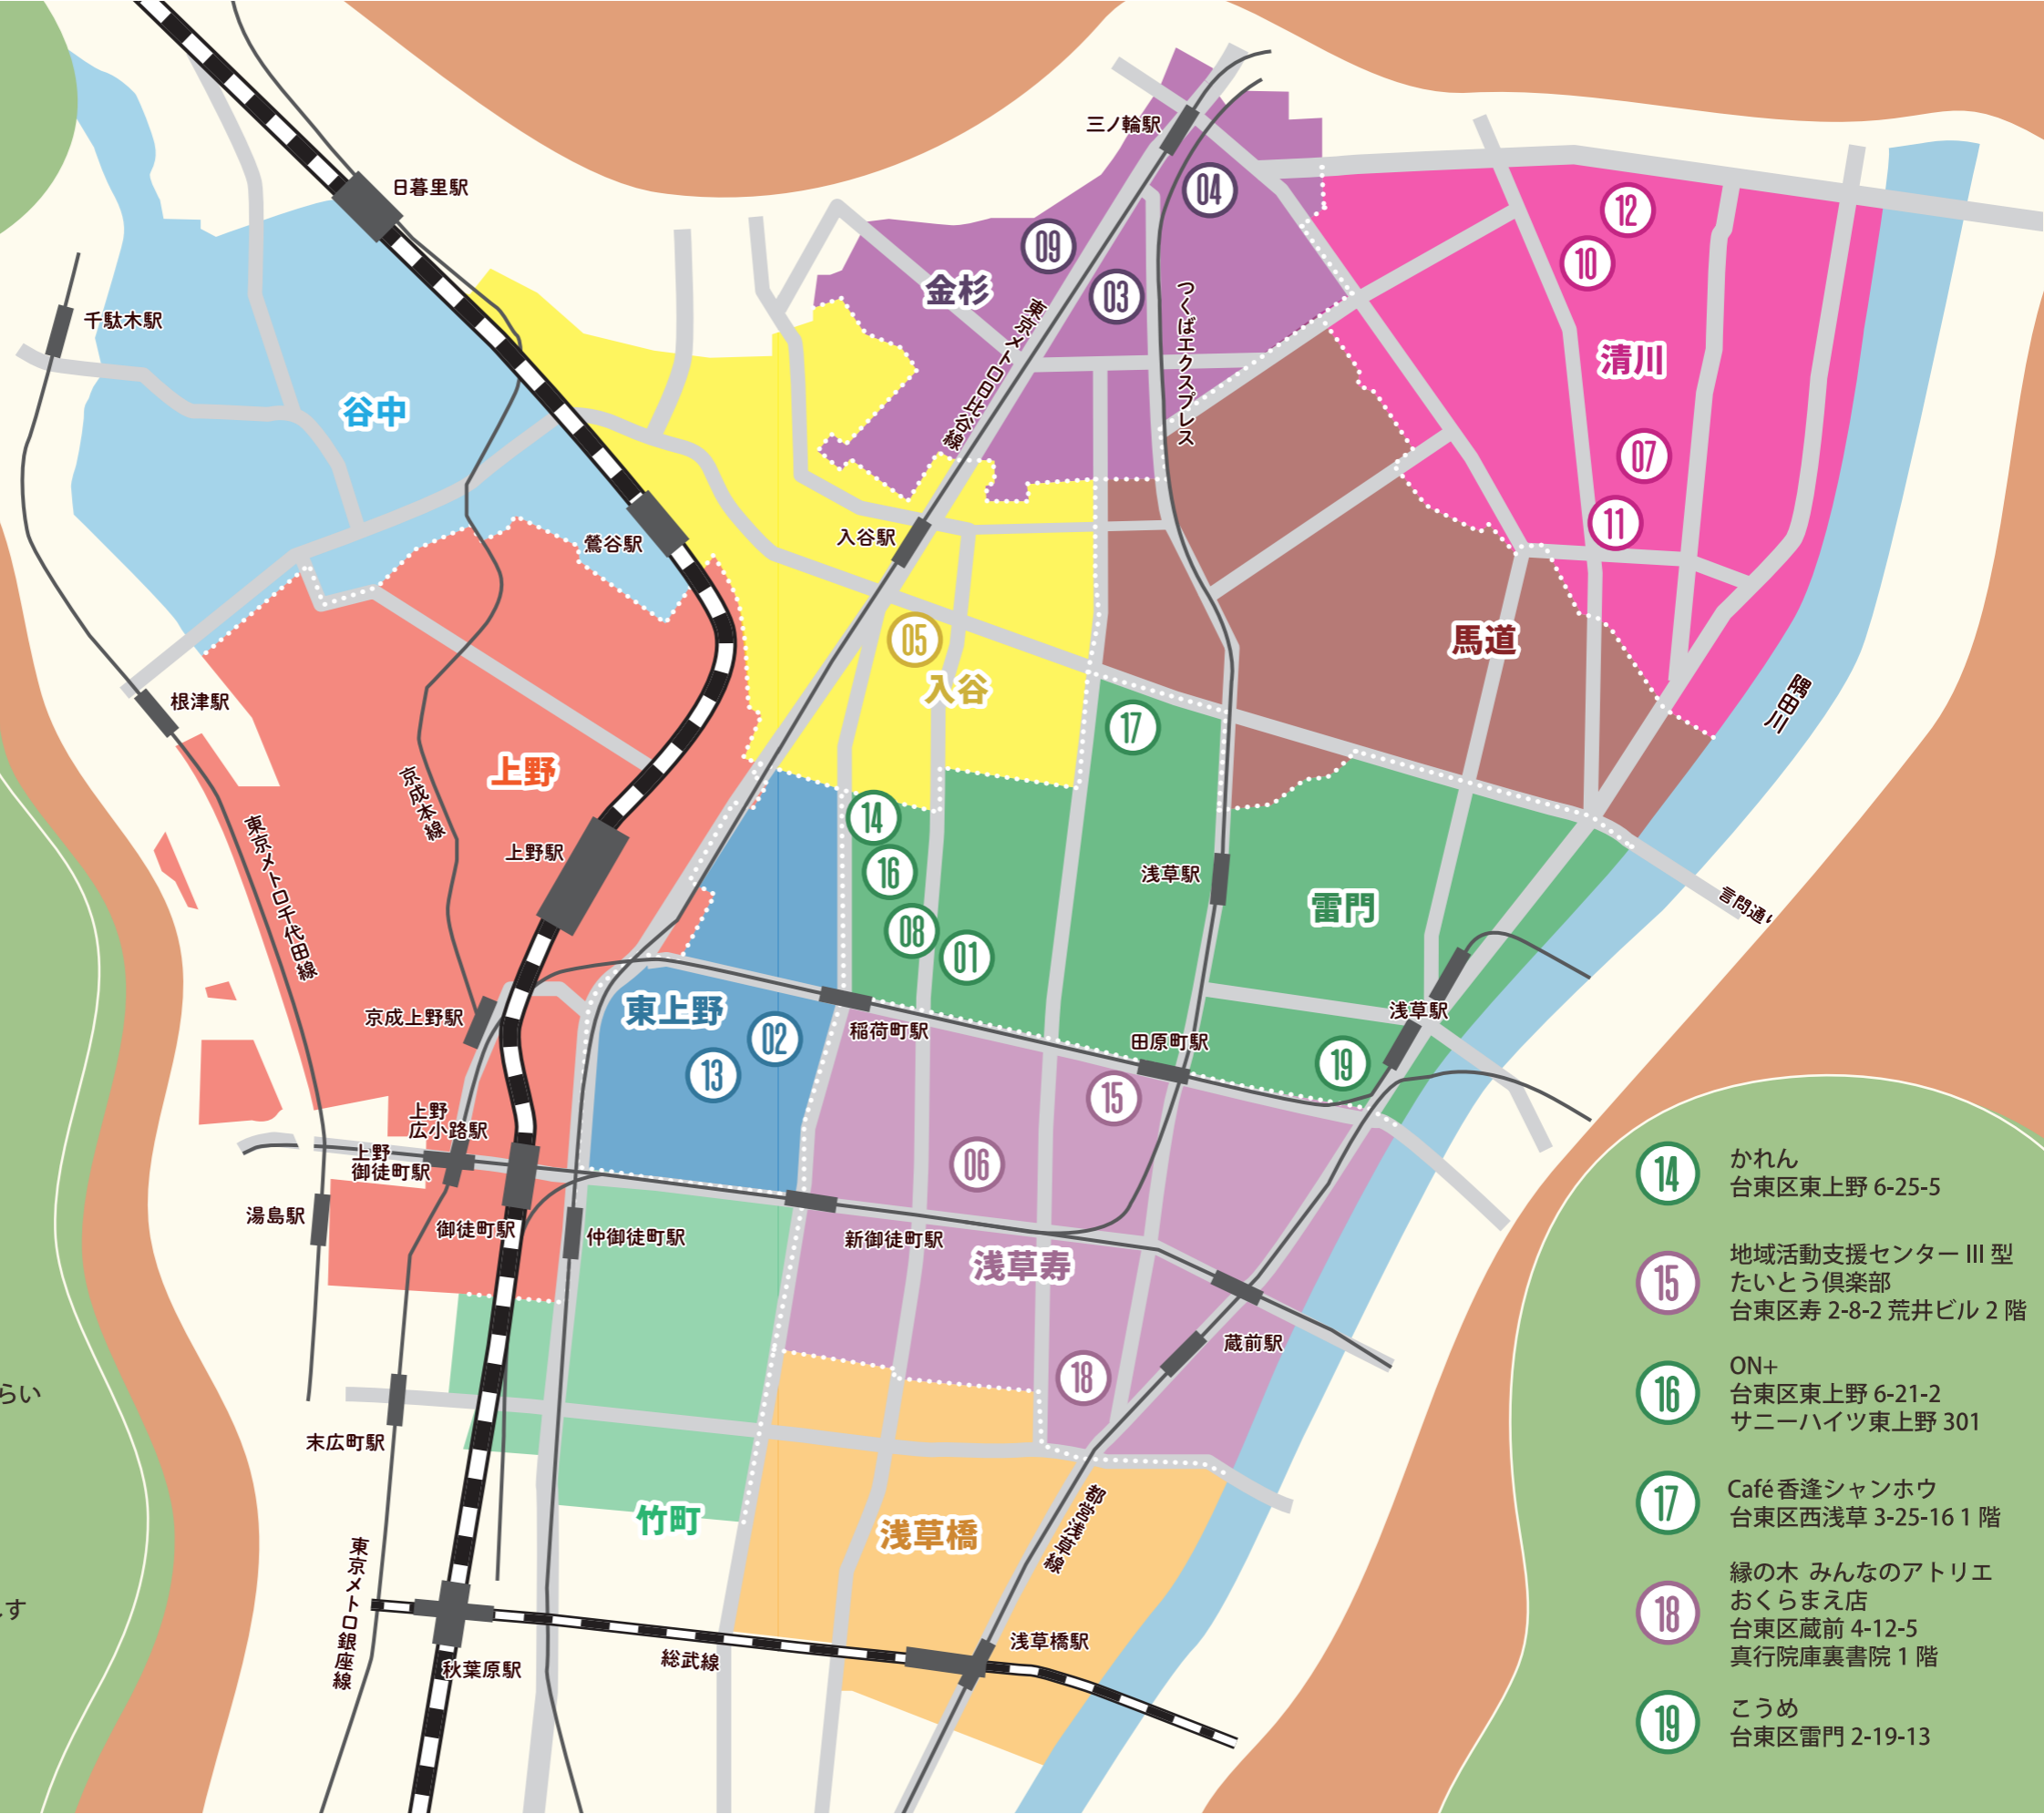 三ノ輪駅
日暮里駅
04
12
09
10
金杉
03
千駄木駅
東京メトロ日比谷線
つくばエクスプレス
清川
谷中
07
11
入谷駅
鶯谷駅
05
馬道
入谷
根津駅
隅田川
17
上野
京成本線
14
東京メトロ千代田線
上野駅
16
浅草駅
雷門
言問通
08
01
東上野
京成上野駅
02
稲荷町駅
浅草駅
田原町駅
13
19
15
上野
広小路駅
上野
御徒町駅
06
湯島駅
御徒町駅
仲御徒町駅
新御徒町駅
浅草寿
蔵前駅
18
末広町駅
らい
竹町
浅草橋
都営浅草線
東京メトロ銀座線
す
秋葉原駅
総武線
浅草橋駅
14
かれん
台東区東上野 6-25-5
15
地域活動支援センター III 型
たいとう倶楽部
台東区寿 2-8-2 荒井ビル 2 階
16
ON+
台東区東上野 6-21-2
サニーハイツ東上野 301
17
Café 香逢シャンホウ
台東区西浅草 3-25-16 1 階
18
縁の木 みんなのアトリエ
おくらまえ店
台東区蔵前 4-12-5
真行院庫裏書院 1 階
19
こうめ
台東区雷門 2-19-13